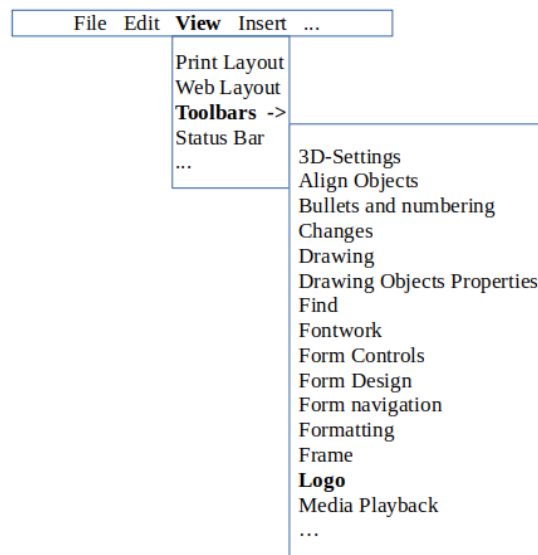 File Edit View Insert ...
Print Layout
Web Layout
Toolbars ->
Status Bar
...
3D-Settings
Align Objects
Bullets and numbering
Changes
Drawing
Drawing Objects Properties
Find
Fontwork
Form Controls
Form Design
Form navigation
Formatting
Frame
Logo
Media Playback
…